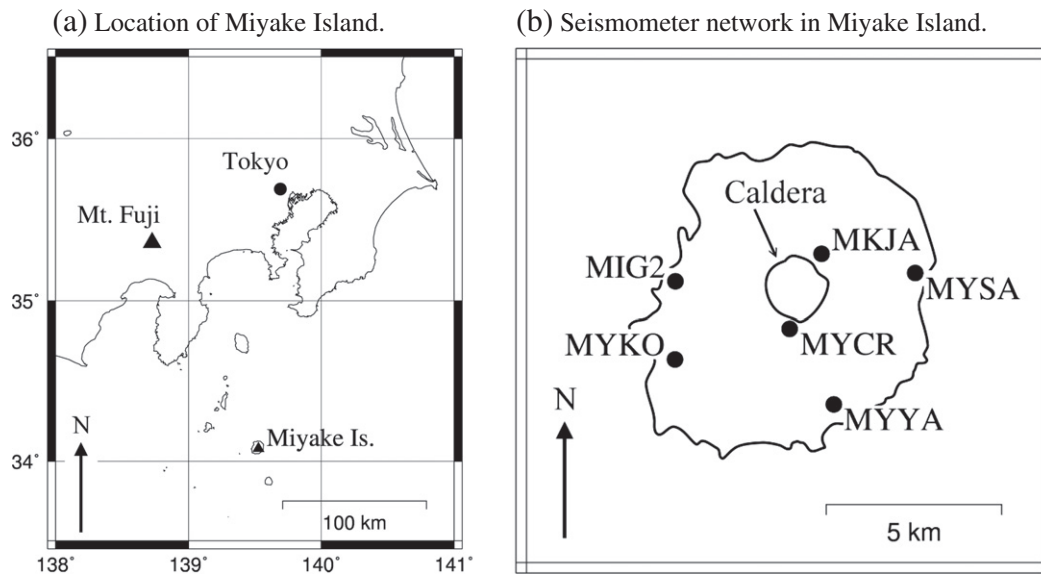 (a) Location of Miyake Island.
36˚
35˚
34˚
138˚
139˚
140˚
141˚
Tokyo
Mt. Fuji
Miyake Is.
N
100 km
(b) Seismometer network in Miyake Island.
Caldera
MKJA
MIG2
MYSA
MYKO
MYCR
MYYA
N
5 km